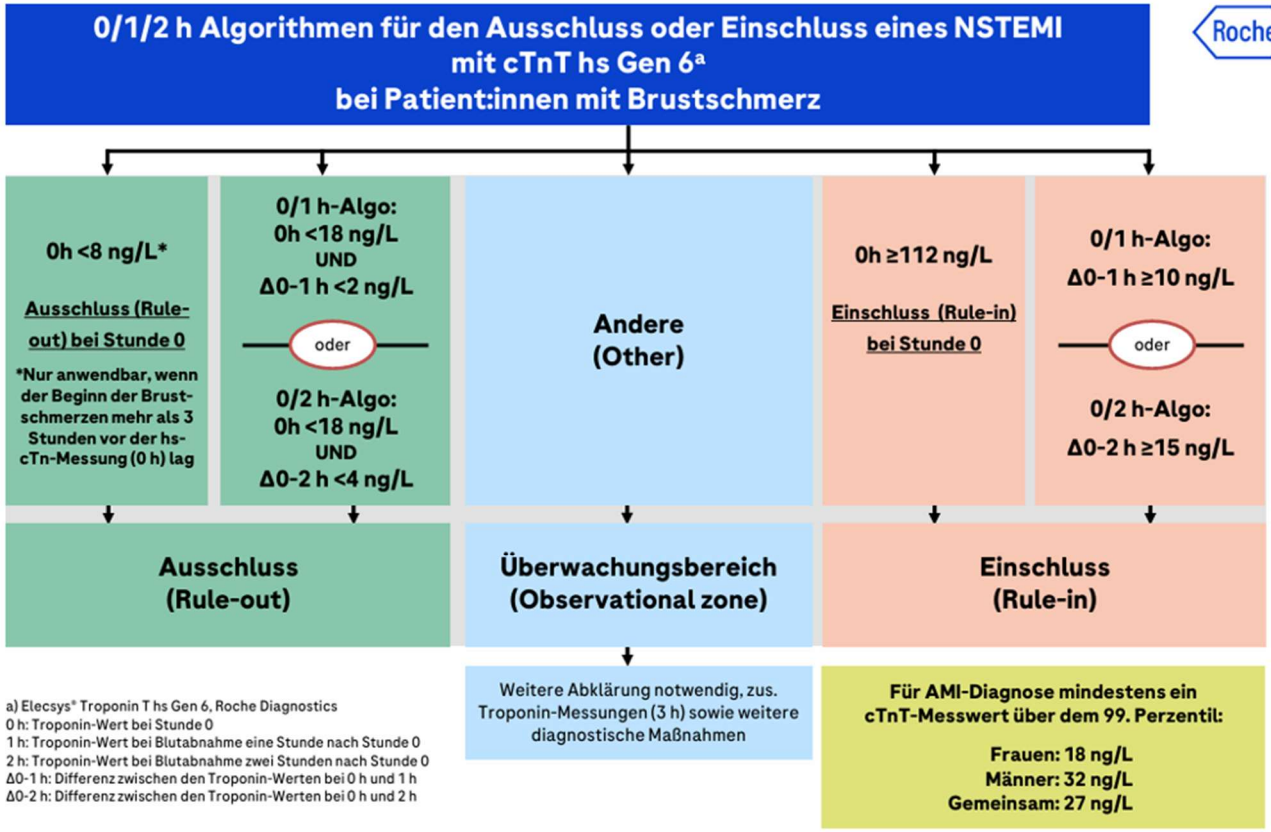 0/1/2 h Algorithmen für den Ausschluss oder Einschluss eines NSTEMI
mit cTnT hs Gen 6ᵃ
bei Patient:innen mit Brustschmerz
Roche
0h <8 ng/L*
Ausschluss (Rule-
out) bei Stunde 0
*Nur anwendbar, wenn
der Beginn der Brust-
schmerzen mehr als 3
Stunden vor der hs-
cTn-Messung (0 h) lag
0/1 h-Algo:
0h <18 ng/L
UND
Δ0-1 h <2 ng/L
oder
0/2 h-Algo:
0h <18 ng/L
UND
Δ0-2 h <4 ng/L
Andere
(Other)
0h ≥112 ng/L
Einschluss (Rule-in)
bei Stunde 0
0/1 h-Algo:
Δ0-1 h ≥10 ng/L
oder
0/2 h-Algo:
Δ0-2 h ≥15 ng/L
Ausschluss
(Rule-out)
Überwachungsbereich
(Observational zone)
Einschluss
(Rule-in)
a) Elecsys® Troponin T hs Gen 6, Roche Diagnostics
0 h: Troponin-Wert bei Stunde 0
1 h: Troponin-Wert bei Blutabnahme eine Stunde nach Stunde 0
2 h: Troponin-Wert bei Blutabnahme zwei Stunden nach Stunde 0
Δ0-1 h: Differenz zwischen den Troponin-Werten bei 0 h und 1 h
Δ0-2 h: Differenz zwischen den Troponin-Werten bei 0 h und 2 h
Weitere Abklärung notwendig, zus.
Troponin-Messungen (3 h) sowie weitere
diagnostische Maßnahmen
Für AMI-Diagnose mindestens ein
cTnT-Messwert über dem 99. Perzentil:
Frauen: 18 ng/L
Männer: 32 ng/L
Gemeinsam: 27 ng/L